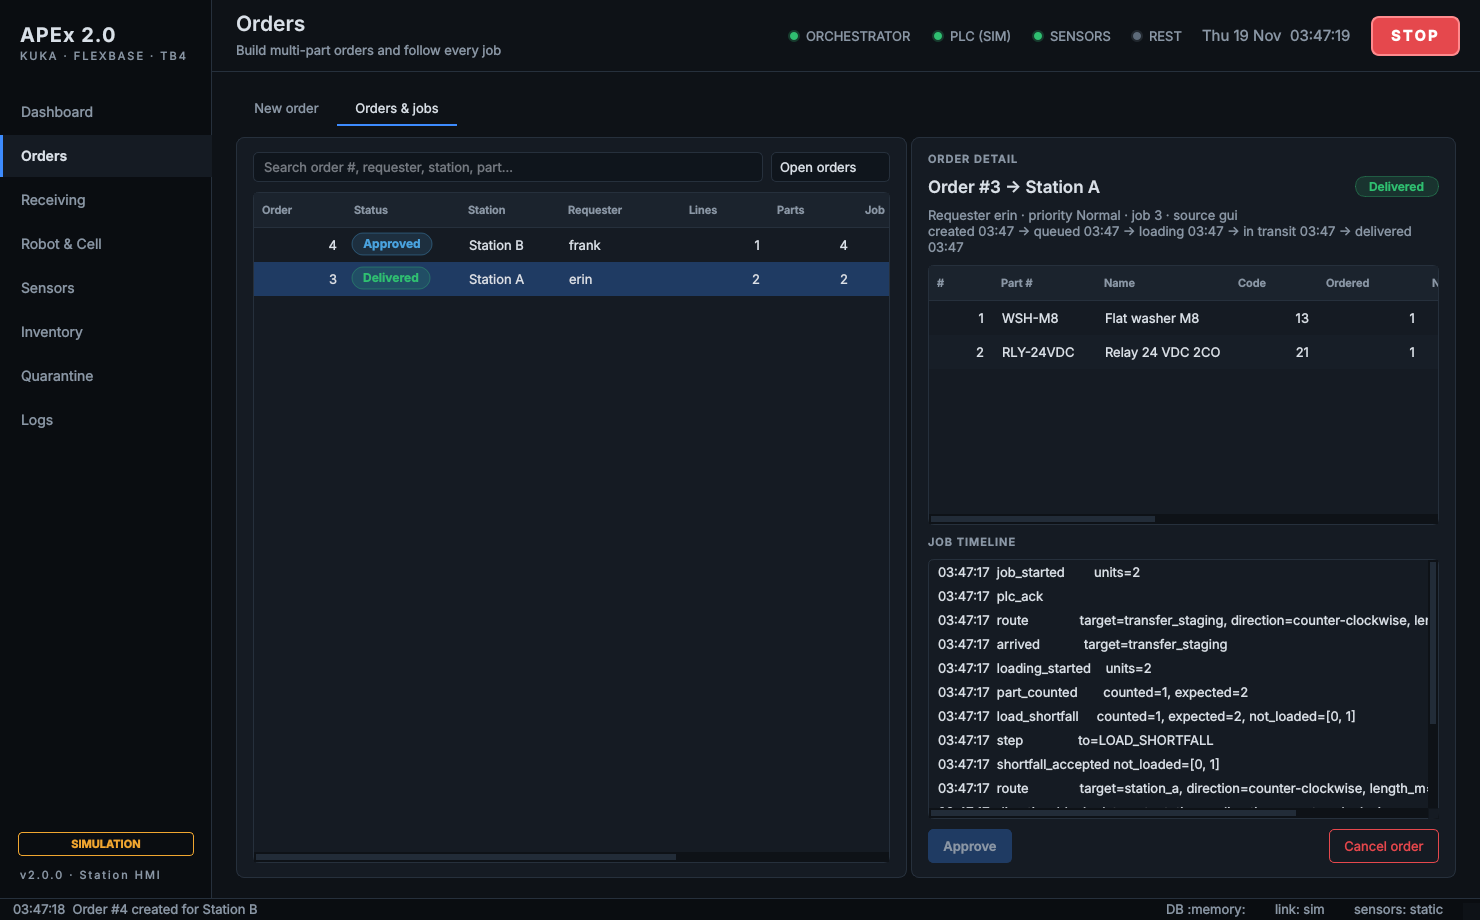 APEx 2.0
KUKA · FLEXBASE · TB4
Dashboard
Orders
Receiving
Robot & Cell
Sensors
Inventory
Quarantine
Logs
SIMULATION
v2.0.0 · Station HMI
Orders
Build multi-part orders and follow every job
ORCHESTRATOR PLC (SIM) SENSORS REST Thu 19 Nov 03:47:19 STOP
New order Orders & jobs
Search order #, requester, station, part... Open orders
Order Status Station Requester Lines Parts Job
4 Approved Station B frank 1 4
3 Delivered Station A erin 2 2
ORDER DETAIL
Order #3 → Station A Delivered
Requester erin · priority Normal · job 3 · source gui
created 03:47 → queued 03:47 → loading 03:47 → in transit 03:47 → delivered
03:47
# Part # Name Code Ordered
1 WSH-M8 Flat washer M8 13 1
2 RLY-24VDC Relay 24 VDC 2CO 21 1
JOB TIMELINE
03:47:17 job_started units=2
03:47:17 plc_ack
03:47:17 route target=transfer_staging, direction=counter-clockwise, ler
03:47:17 arrived target=transfer_staging
03:47:17 loading_started units=2
03:47:17 part_counted counted=1, expected=2
03:47:17 load_shortfall counted=1, expected=2, not_loaded=[0, 1]
03:47:17 step to=LOAD_SHORTFALL
03:47:17 shortfall_accepted not_loaded=[0, 1]
03:47:17 route target=station_a, direction=counter-clockwise, length_m=
Approve Cancel order
03:47:18 Order #4 created for Station B
DB :memory: link: sim sensors: static